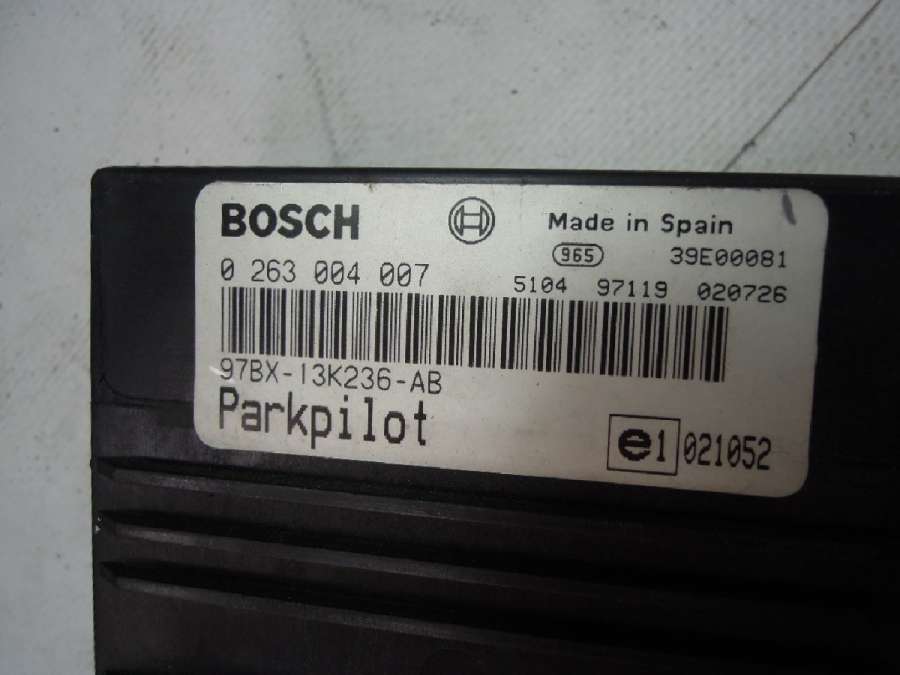 BOSCH Made in Spain
965 39E00081
0 263 004 007 5104 97119 020726
97BX-13K236-AB
Parkpilot
e1 021052